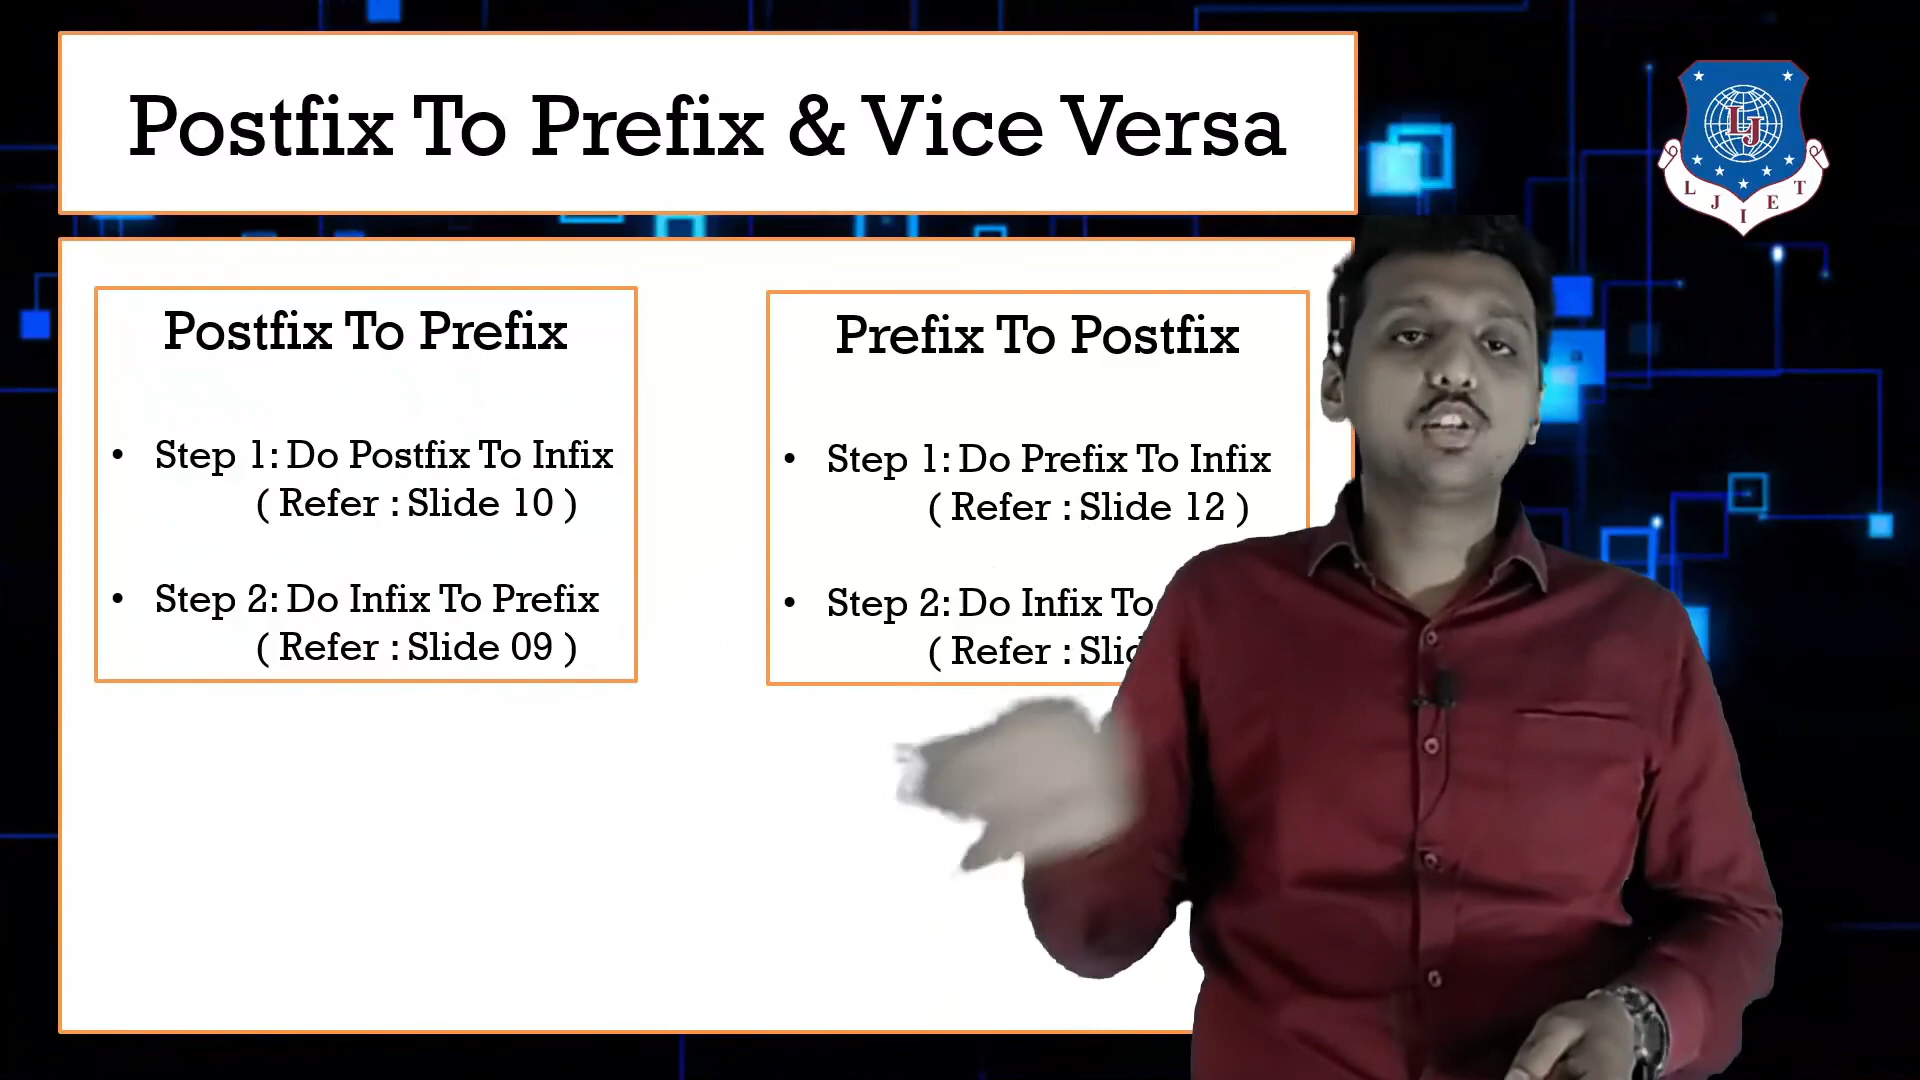 Postfix To Prefix & Vice Versa
LJ
L J I E T
Postfix To Prefix
• Step 1: Do Postfix To Infix
( Refer : Slide 10 )
• Step 2: Do Infix To Prefix
( Refer : Slide 09 )
Prefix To Postfix
• Step 1: Do Prefix To Infix
( Refer : Slide 12 )
• Step 2: Do Infix To
( Refer :